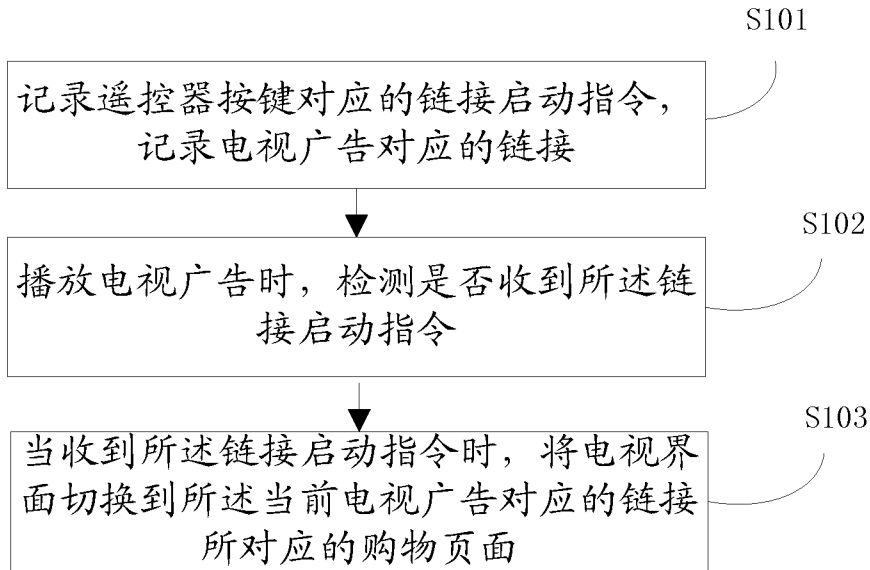 S101
记录遥控器按键对应的链接启动指令，
记录电视广告对应的链接
S102
播放电视广告时，检测是否收到所述链
接启动指令
S103
当收到所述链接启动指令时，将电视界
面切换到所述当前电视广告对应的链接
所对应的购物页面